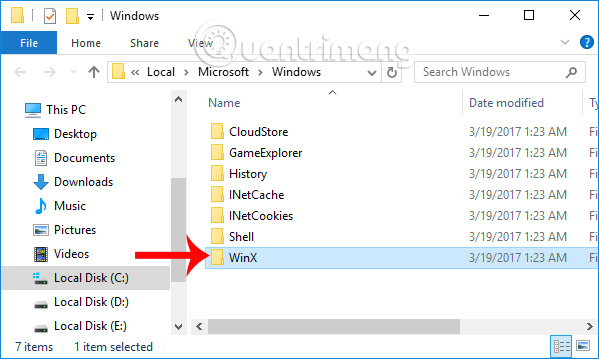 Windows
File Home Share View
Quantrimang
Local Microsoft Windows
Search Windows
Name Date modified
This PC
Desktop
Documents
Downloads
Music
Pictures
Videos
Local Disk (C:)
Local Disk (D:)
Local Disk (E:)
CloudStore 3/19/2017 1:23 AM Fi
GameExplorer 3/19/2017 1:23 AM Fi
History 3/19/2017 1:23 AM Fi
INetCache 3/19/2017 1:23 AM Fi
INetCookies 3/19/2017 1:23 AM Fi
Shell 3/19/2017 1:23 AM Fi
WinX 3/19/2017 1:23 AM Fi
7 items 1 item selected